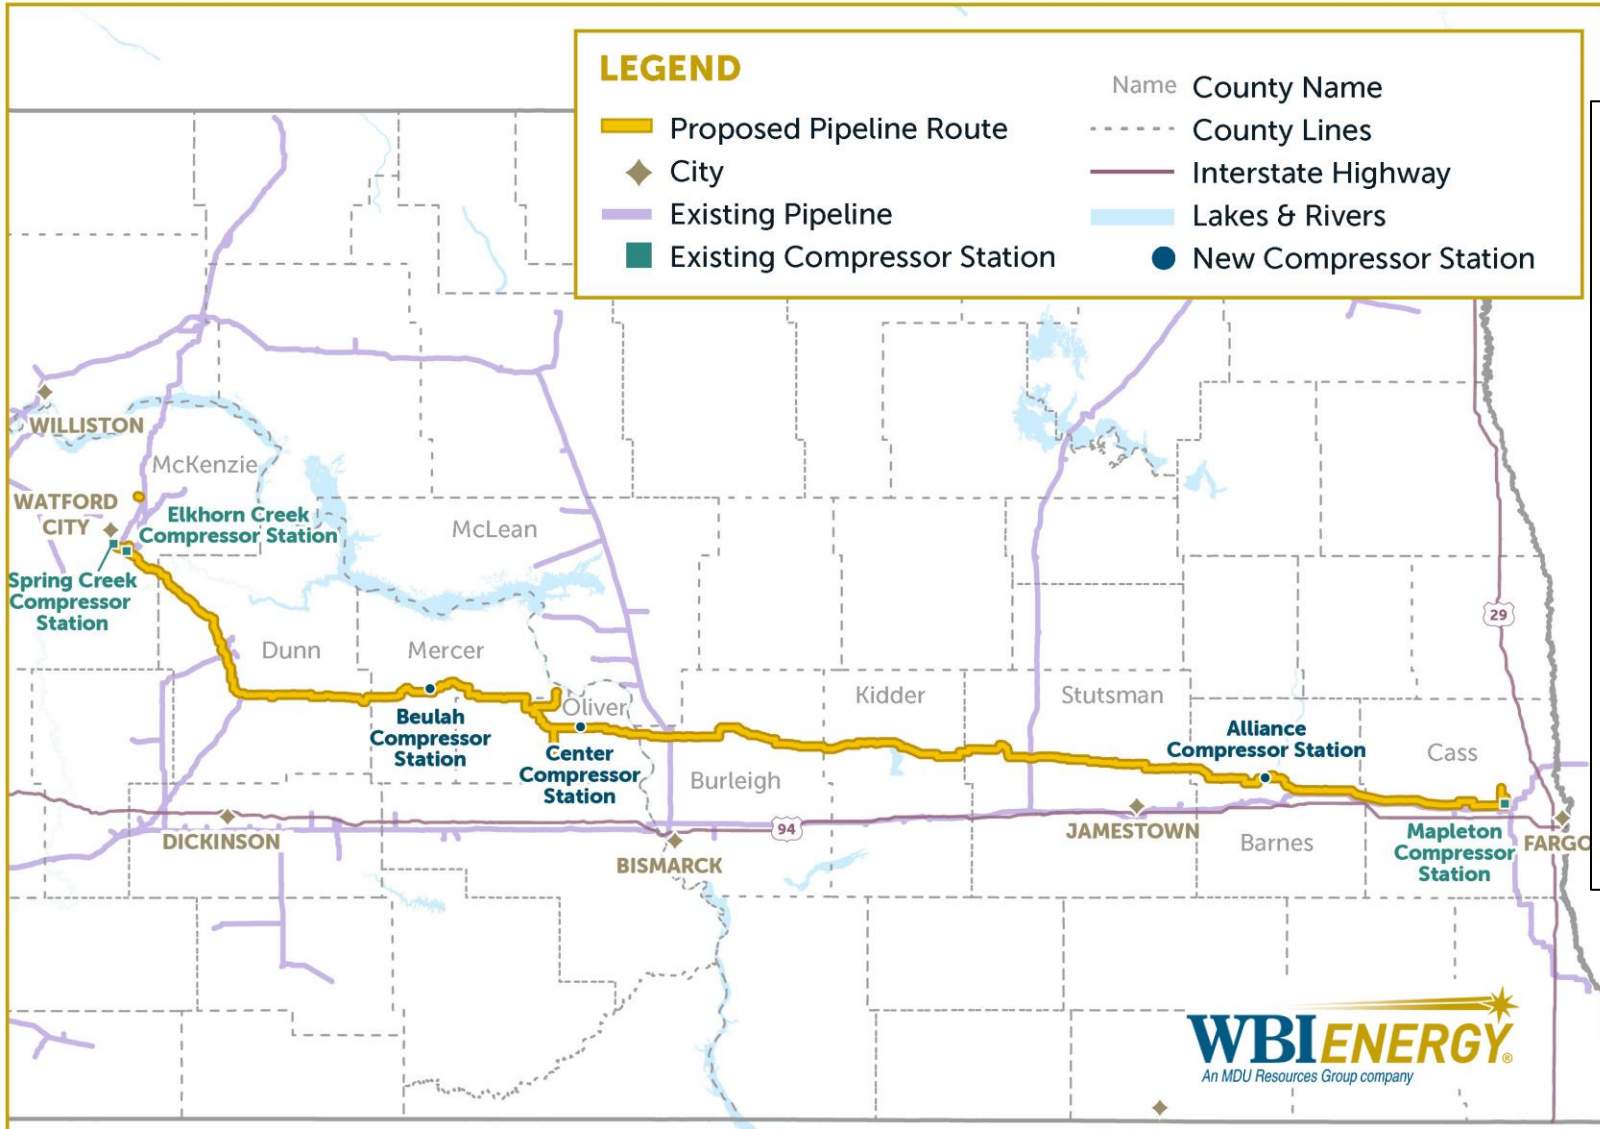 LEGEND
Proposed Pipeline Route
City
Existing Pipeline
Existing Compressor Station
Name County Name
County Lines
Interstate Highway
Lakes & Rivers
New Compressor Station
WILLISTON
McKenzie
WATFORD
CITY
Elkhorn Creek
Compressor Station
McLean
Spring Creek
Compressor
Station
29
Dunn
Mercer
Oliver
Kidder
Stutsman
Beulah
Compressor
Station
Center
Compressor
Station
Alliance
Compressor Station
Cass
Burleigh
94
DICKINSON
BISMARCK
JAMESTOWN
Barnes
Mapleton
Compressor
Station
FARGO
WBI ENERGY®
An MDU Resources Group company